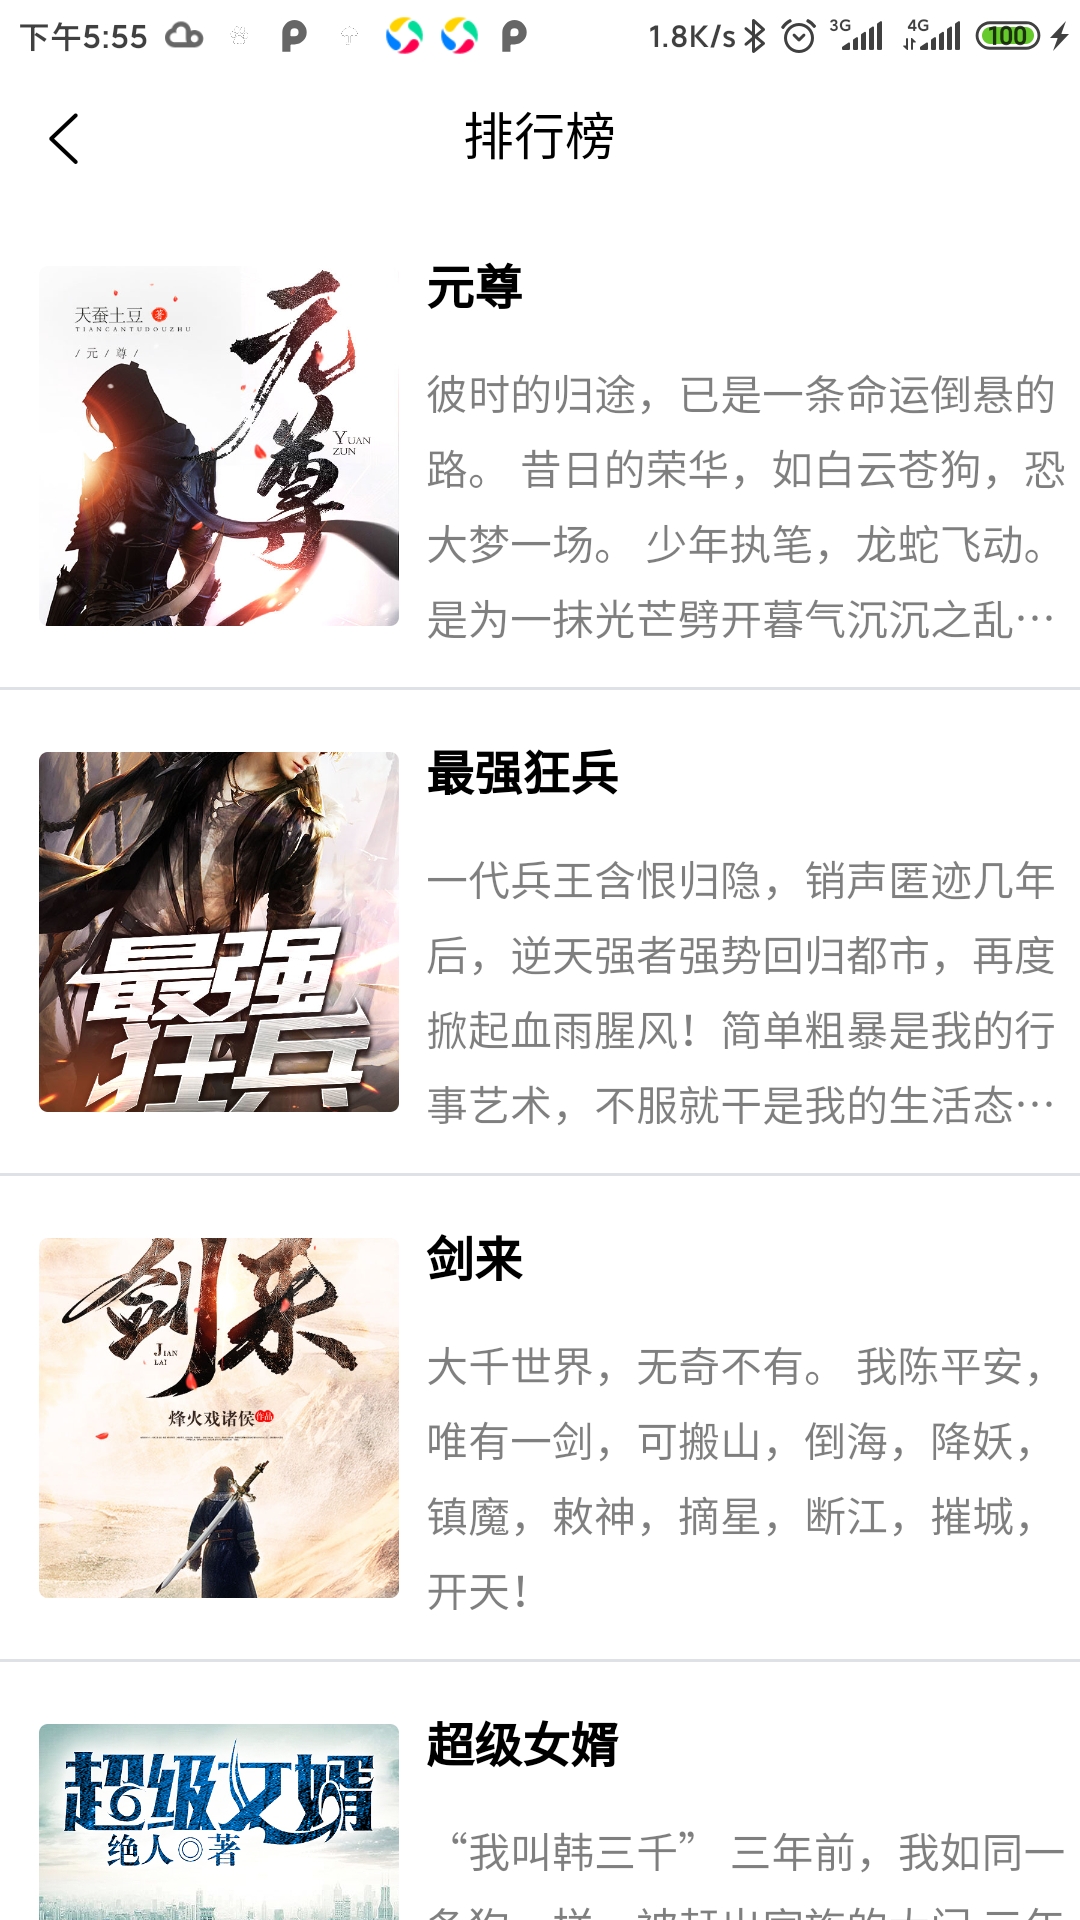 下午5:55
1.8K/s
3G
4G
100
排行榜
天蚕土豆 著
TIANCANTUDOUZHU
/ 元 / 尊 /
元尊
YUAN
ZUN
元尊
彼时的归途，已是一条命运倒悬的
路。 昔日的荣华，如白云苍狗，恐
大梦一场。 少年执笔，龙蛇飞动。
是为一抹光芒劈开暮气沉沉之乱…
最强
狂兵
最强狂兵
一代兵王含恨归隐，销声匿迹几年
后，逆天强者强势回归都市，再度
掀起血雨腥风！简单粗暴是我的行
事艺术，不服就干是我的生活态…
剑来
JIAN
LAI
烽火戏诸侯 作品
剑来
大千世界，无奇不有。 我陈平安，
唯有一剑，可搬山，倒海，降妖，
镇魔，敕神，摘星，断江，摧城，
开天！
超级女婿
绝人◎著
超级女婿
“我叫韩三千” 三年前，我如同一